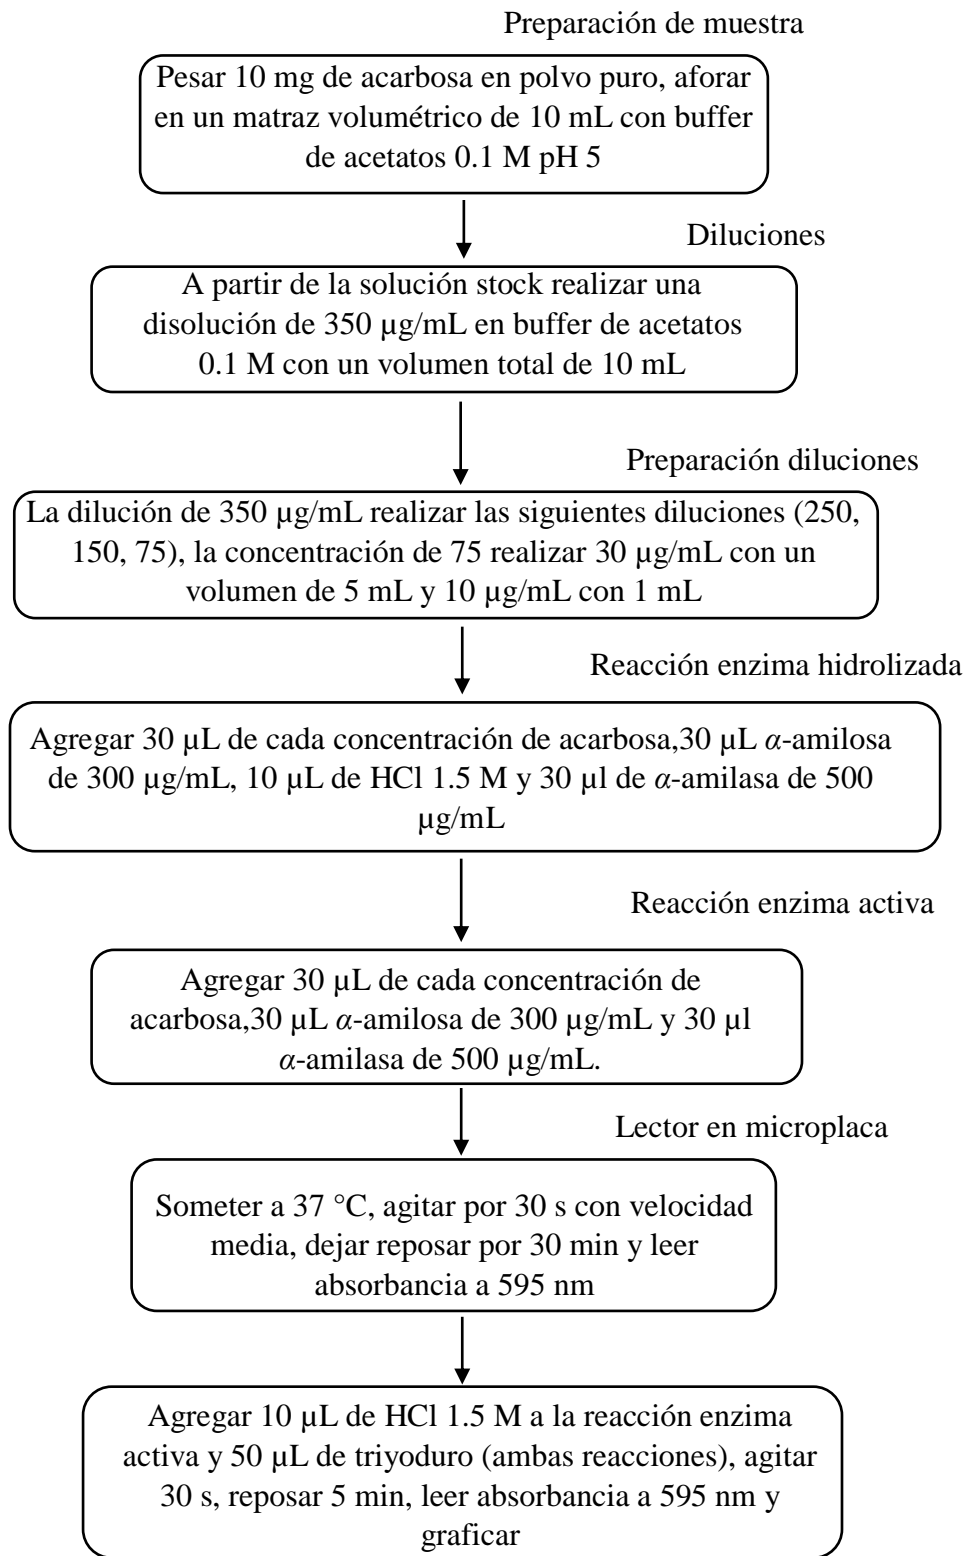 Preparación de muestra
Pesar 10 mg de acarbosa en polvo puro, aforar
en un matraz volumétrico de 10 mL con buffer
de acetatos 0.1 M pH 5
Diluciones
A partir de la solución stock realizar una
disolución de 350 µg/mL en buffer de acetatos
0.1 M con un volumen total de 10 mL
Preparación diluciones
La dilución de 350 µg/mL realizar las siguientes diluciones (250,
150, 75), la concentración de 75 realizar 30 µg/mL con un
volumen de 5 mL y 10 µg/mL con 1 mL
Reacción enzima hidrolizada
Agregar 30 µL de cada concentración de acarbosa,30 µL α-amilosa
de 300 µg/mL, 10 µL de HCl 1.5 M y 30 µl de α-amilasa de 500
µg/mL
Reacción enzima activa
Agregar 30 µL de cada concentración de
acarbosa,30 µL α-amilosa de 300 µg/mL y 30 µl
α-amilasa de 500 µg/mL.
Lector en microplaca
Someter a 37 °C, agitar por 30 s con velocidad
media, dejar reposar por 30 min y leer
absorbancia a 595 nm
Agregar 10 µL de HCl 1.5 M a la reacción enzima
activa y 50 µL de triyoduro (ambas reacciones), agitar
30 s, reposar 5 min, leer absorbancia a 595 nm y
graficar